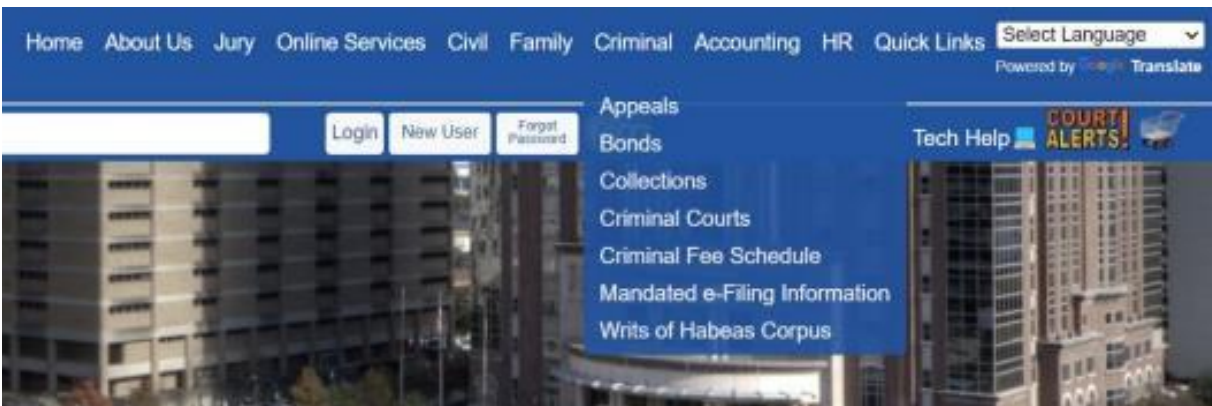 Home About Us Jury Online Services Civil Family Criminal Accounting HR Quick Links Select Language
Powered by Google Translate
Appeals
Login New User Forgot Password Bonds Tech Help COURT ALERTS!
Collections
Criminal Courts
Criminal Fee Schedule
Mandated e-Filing Information
Writs of Habeas Corpus